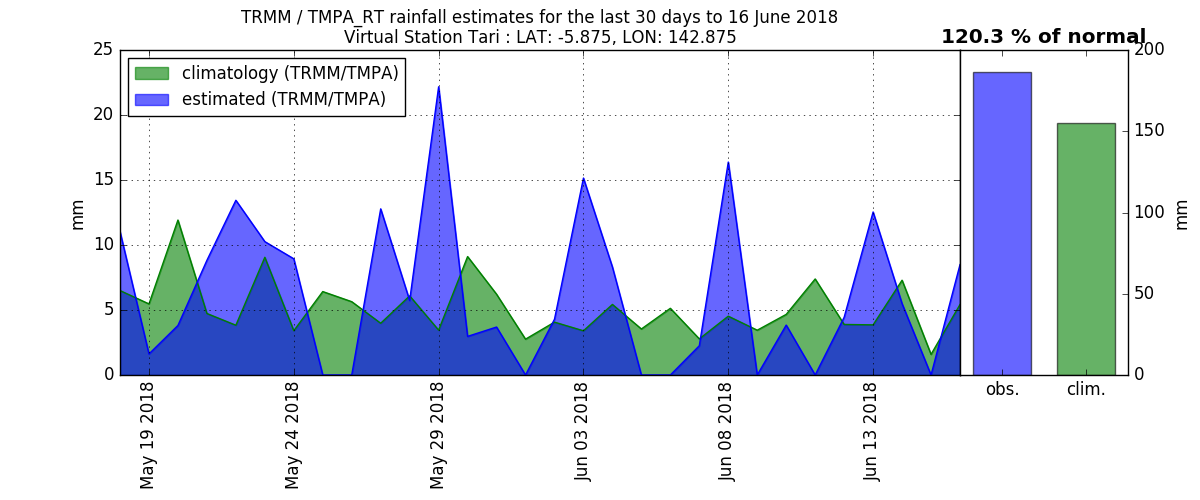 TRMM / TMPA_RT rainfall estimates for the last 30 days to 16 June 2018
Virtual Station Tari : LAT: -5.875, LON: 142.875
120.3 % of normal
climatology (TRMM/TMPA)
estimated (TRMM/TMPA)
mm
25
20
15
10
5
0
May 19 2018
May 24 2018
May 29 2018
Jun 03 2018
Jun 08 2018
Jun 13 2018
200
150
100
50
0
mm
obs.
clim.